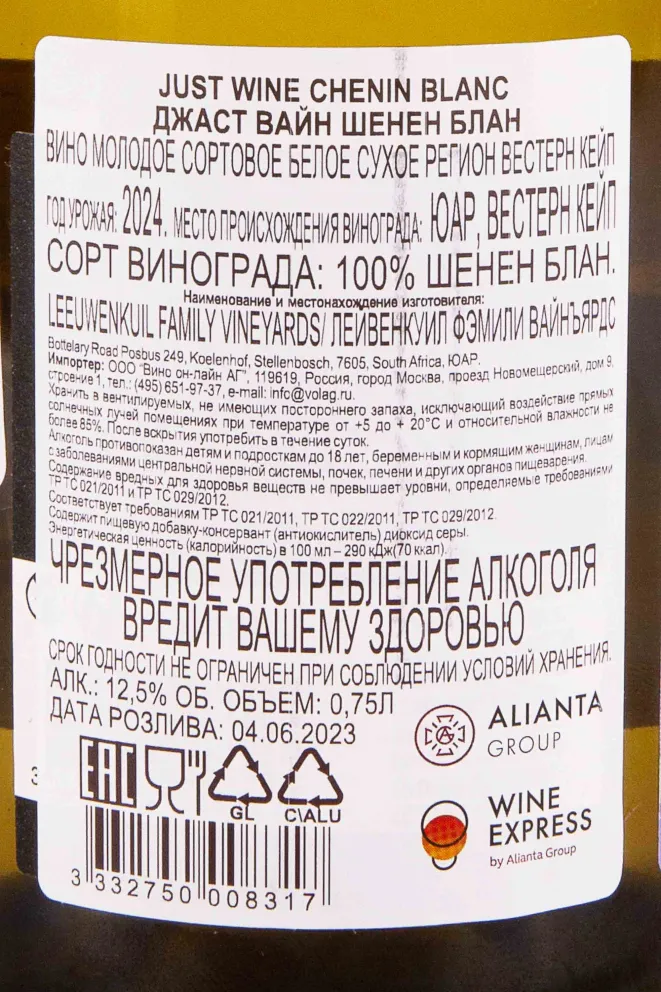 JUST WINE CHENIN BLANC
ДЖАСТ ВАЙН ШЕНЕН БЛАН
ВИНО МОЛОДОЕ СОРТОВОЕ БЕЛОЕ СУХОЕ РЕГИОН ВЕСТЕРН КЕЙП
ГОД УРОЖАЯ: 2024. МЕСТО ПРОИСХОЖДЕНИЯ ВИНОГРАДА: ЮАР, ВЕСТЕРН КЕЙП
СОРТ ВИНОГРАДА: 100% ШЕНЕН БЛАН.
Наименование и местонахождение изготовителя:
LEEUWENKUIL FAMILY VINEYARDS/ ЛЕЙВЕНКУИЛ ФЭМИЛИ ВАЙНЪЯРДС
Bottelary Road Posbus 249, Koelenhof, Stellenbosch, 7605, South Africa, ЮАР.
Импортер: ООО "Вино он-лайн АГ", 119619, Россия, город Москва, проезд Новомещерский, дом 9,
строение 1, тел.: (495) 651-97-37, e-mail: info@volag.ru.
Хранить в вентилируемых, не имеющих постороннего запаха, исключающий воздействие прямых
солнечных лучей помещениях при температуре от +5 до + 20°C и относительной влажности не
более 85%. После вскрытия употребить в течение суток.
Алкоголь противопоказан детям и подросткам до 18 лет, беременным и кормящим женщинам, лицам
с заболеваниями центральной нервной системы, почек, печени и других органов пищеварения.
Содержание вредных для здоровья веществ не превышает уровни, определяемые требованиями
ТР ТС 021/2011 и ТР ТС 029/2012.
Соответствует требованиям ТР ТС 021/2011, ТР ТС 022/2011, ТР ТС 029/2012.
Содержит пищевую добавку-консервант (антиокислитель) диоксид серы.
Энергетическая ценность (калорийность) в 100 мл – 290 кДж(70 ккал).
ЧРЕЗМЕРНОЕ УПОТРЕБЛЕНИЕ АЛКОГОЛЯ
ВРЕДИТ ВАШЕМУ ЗДОРОВЬЮ
СРОК ГОДНОСТИ НЕ ОГРАНИЧЕН ПРИ СОБЛЮДЕНИИ УСЛОВИЙ ХРАНЕНИЯ.
АЛК.: 12,5% ОБ. ОБЪЕМ: 0,75Л
ДАТА РОЗЛИВА: 04.06.2023
ALIANTA
GROUP
EAC
GL
C\ALU
WINE
EXPRESS
by Alianta Group
3 332750 008317